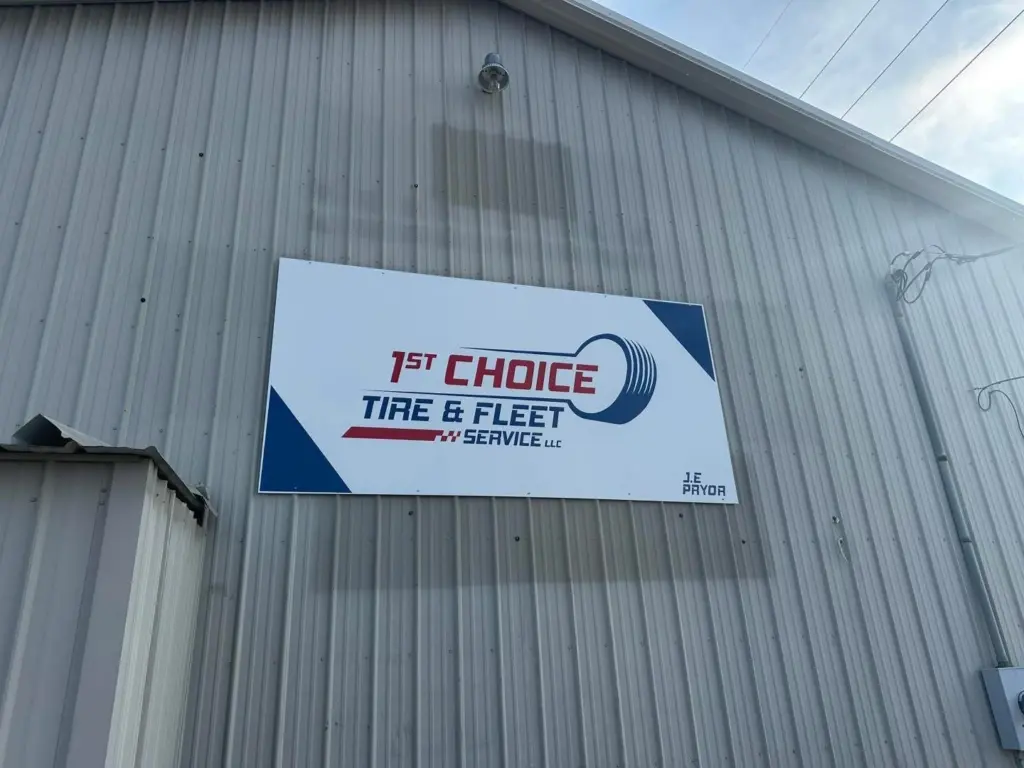 1ST CHOICE
TIRE & FLEET
SERVICE LLC
J.E
PRYOR